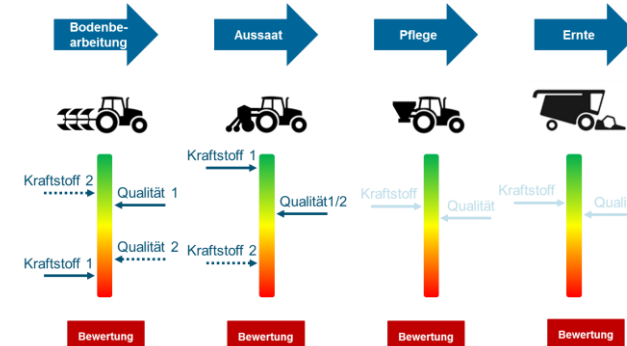 Bodenbe-
arbeitung
Aussaat
Pflege
Ernte
Kraftstoff 2
Qualität 1
Qualität 2
Kraftstoff 1
Kraftstoff 1
Qualität1/2
Kraftstoff 2
Kraftstoff
Qualität
Kraftstoff
Quali
Bewertung
Bewertung
Bewertung
Bewertung